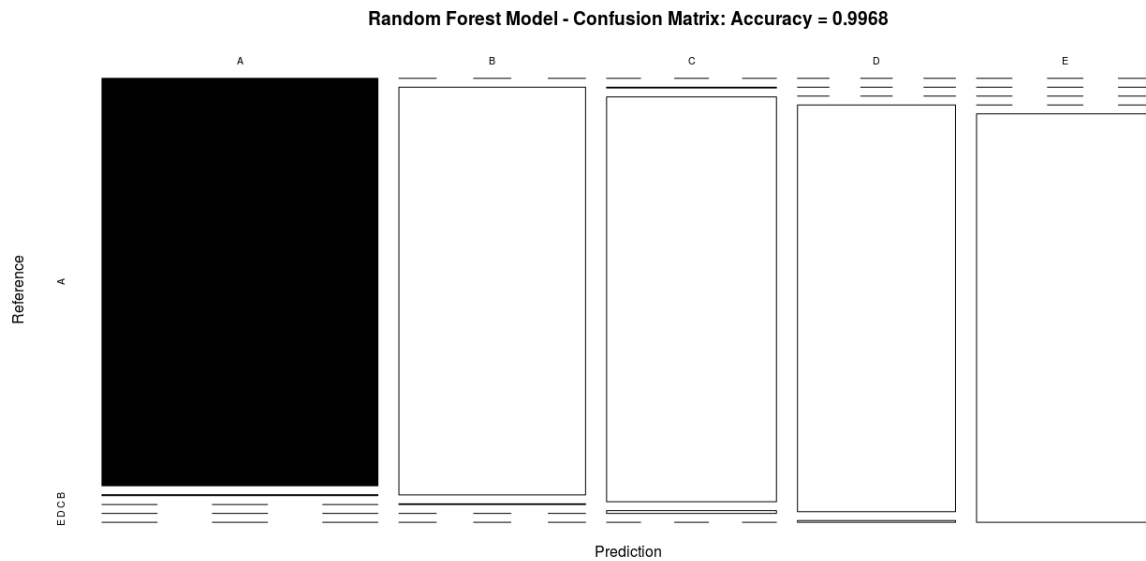 Random Forest Model - Confusion Matrix: Accuracy = 0.9968
A B C D E
Reference
A
E D C B
Prediction